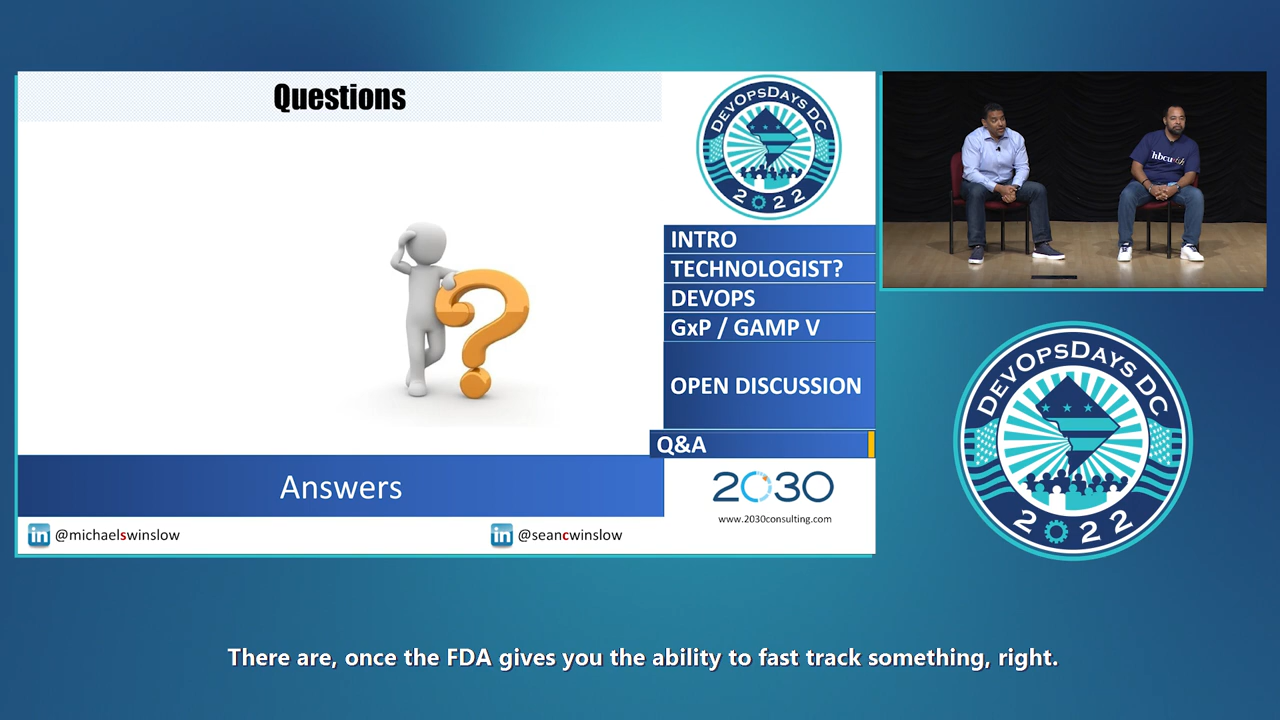 Questions
DEVOPSDAYS DC
2022
INTRO
TECHNOLOGIST?
DEVOPS
GxP / GAMP V
OPEN DISCUSSION
Q&A
Answers
2030
www.2030consulting.com
in @michaelswinslow
in @seancwinslow
hbcu
DEVOPSDAYS DC
2022
There are, once the FDA gives you the ability to fast track something, right.